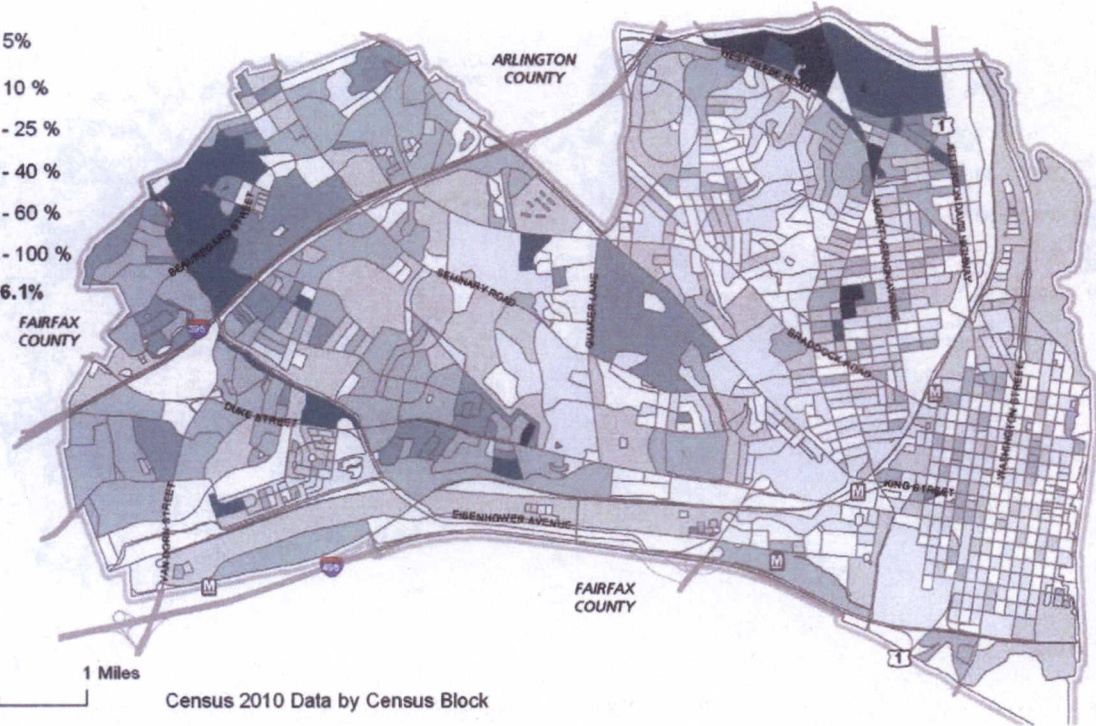 5%
10 %
- 25 %
- 40 %
- 60 %
- 100 %
6.1%
ARLINGTON
COUNTY
WEST GLEBE ROAD
1
JEFFERSON DAVIS HIGHWAY
MOUNT VERNON AVENUE
BEAUREGARD STREET
SEMINARY ROAD
QUAKER LANE
BRADDOCK ROAD
FAIRFAX
COUNTY
395
M
WASHINGTON STREET
DUKE STREET
KING STREET
M
VAN DORN STREET
EISENHOWER AVENUE
M
495
M
FAIRFAX
COUNTY
1
1 Miles
Census 2010 Data by Census Block